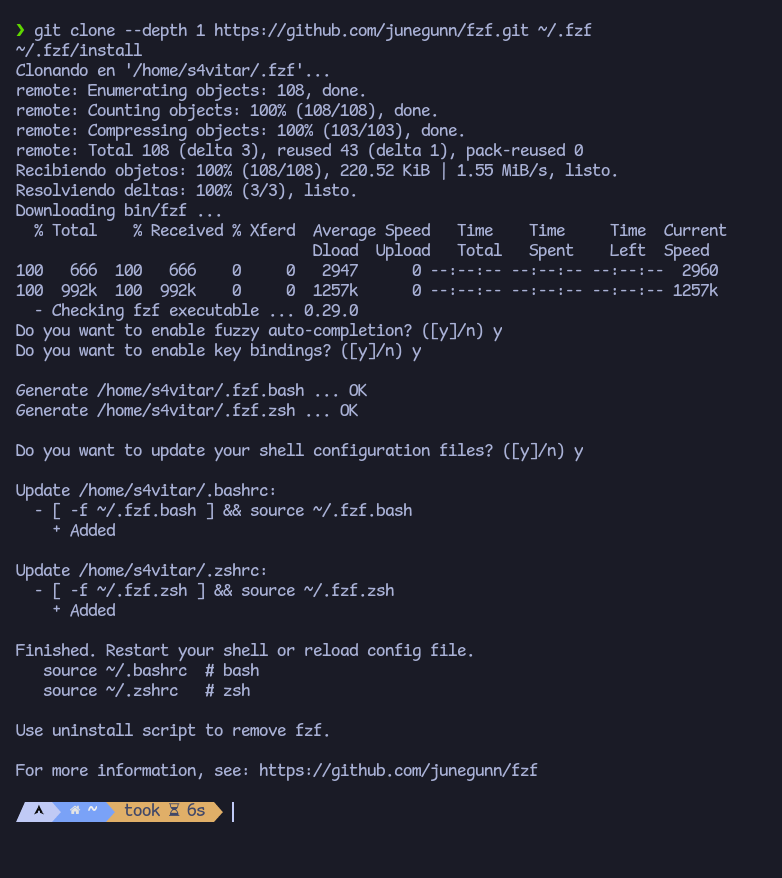 ❯ git clone --depth 1 https://github.com/junegunn/fzf.git ~/.fzf
~/.fzf/install
Clonando en '/home/s4vitar/.fzf'...
remote: Enumerating objects: 108, done.
remote: Counting objects: 100% (108/108), done.
remote: Compressing objects: 100% (103/103), done.
remote: Total 108 (delta 3), reused 43 (delta 1), pack-reused 0
Recibiendo objetos: 100% (108/108), 220.52 KiB | 1.55 MiB/s, listo.
Resolviendo deltas: 100% (3/3), listo.
Downloading bin/fzf ...
  % Total    % Received % Xferd  Average Speed   Time    Time     Time  Current
                                 Dload  Upload   Total   Spent    Left  Speed
100   666  100   666    0     0   2947      0 --:--:-- --:--:-- --:--:--  2960
100  992k  100  992k    0     0  1257k      0 --:--:-- --:--:-- --:--:-- 1257k
  - Checking fzf executable ... 0.29.0
Do you want to enable fuzzy auto-completion? ([y]/n) y
Do you want to enable key bindings? ([y]/n) y
Generate /home/s4vitar/.fzf.bash ... OK
Generate /home/s4vitar/.fzf.zsh ... OK
Do you want to update your shell configuration files? ([y]/n) y
Update /home/s4vitar/.bashrc:
  - [ -f ~/.fzf.bash ] && source ~/.fzf.bash
    + Added
Update /home/s4vitar/.zshrc:
  - [ -f ~/.fzf.zsh ] && source ~/.fzf.zsh
    + Added
Finished. Restart your shell or reload config file.
   source ~/.bashrc  # bash
   source ~/.zshrc   # zsh
Use uninstall script to remove fzf.
For more information, see: https://github.com/junegunn/fzf
~ took 6s